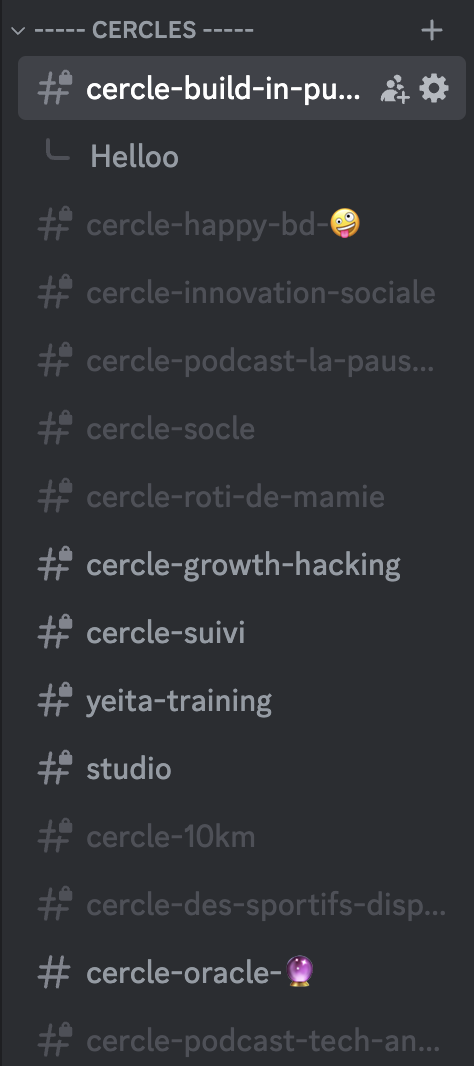 ----- CERCLES -----
cercle-build-in-pu...
Helloo
cercle-happy-bd-🤪
cercle-innovation-sociale
cercle-podcast-la-paus...
cercle-socle
cercle-roti-de-mamie
cercle-growth-hacking
cercle-suivi
yeita-training
studio
cercle-10km
cercle-des-sportifs-disp...
cercle-oracle-🔮
cercle-podcast-tech-an...